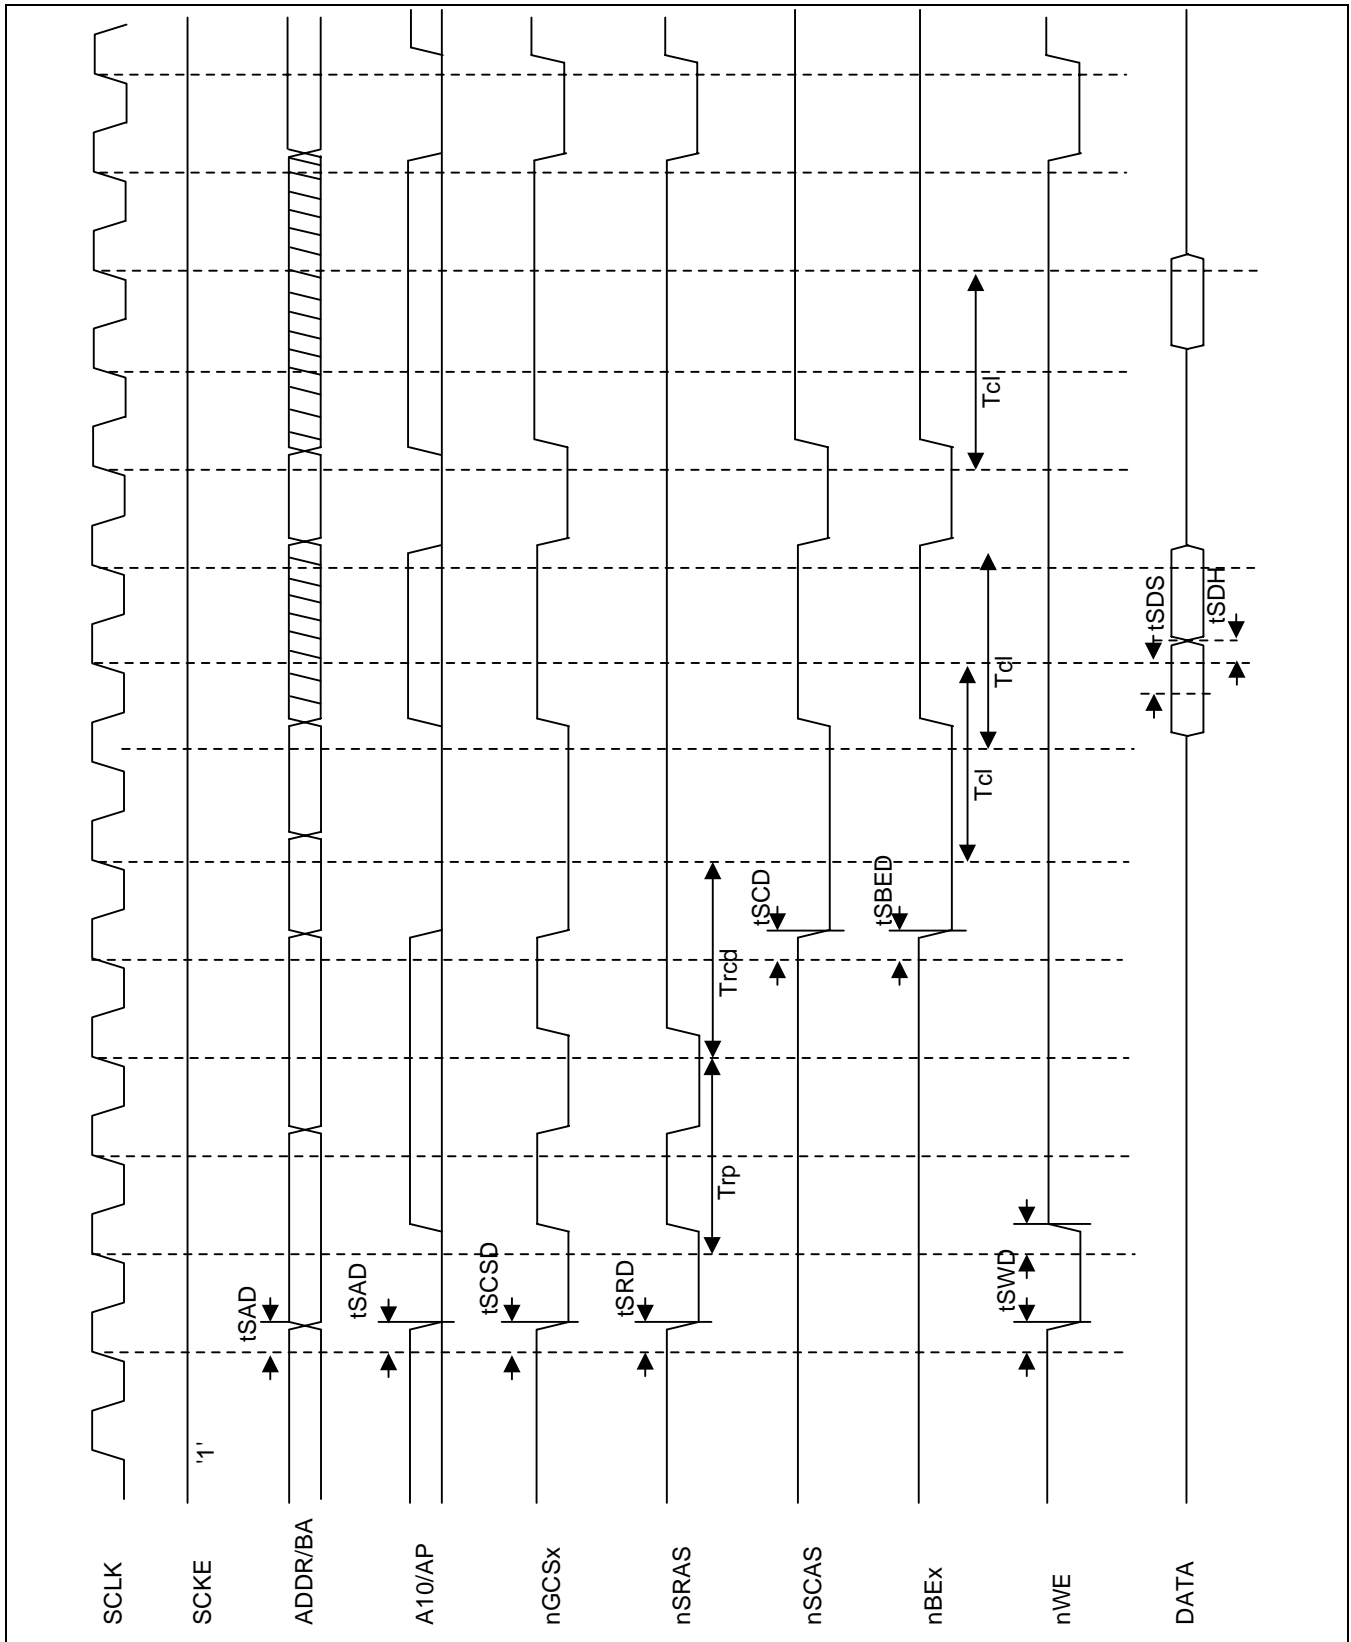 SCLK
SCKE
'1'
ADDR/BA
tSAD
A10/AP
tSAD
nGCSx
tSCSD
nSRAS
tSRD
Trp
Trcd
nSCAS
tSCD
nBEx
tSBED
Tcl
Tcl
Tcl
nWE
tSWD
DATA
tSDS
tSDH